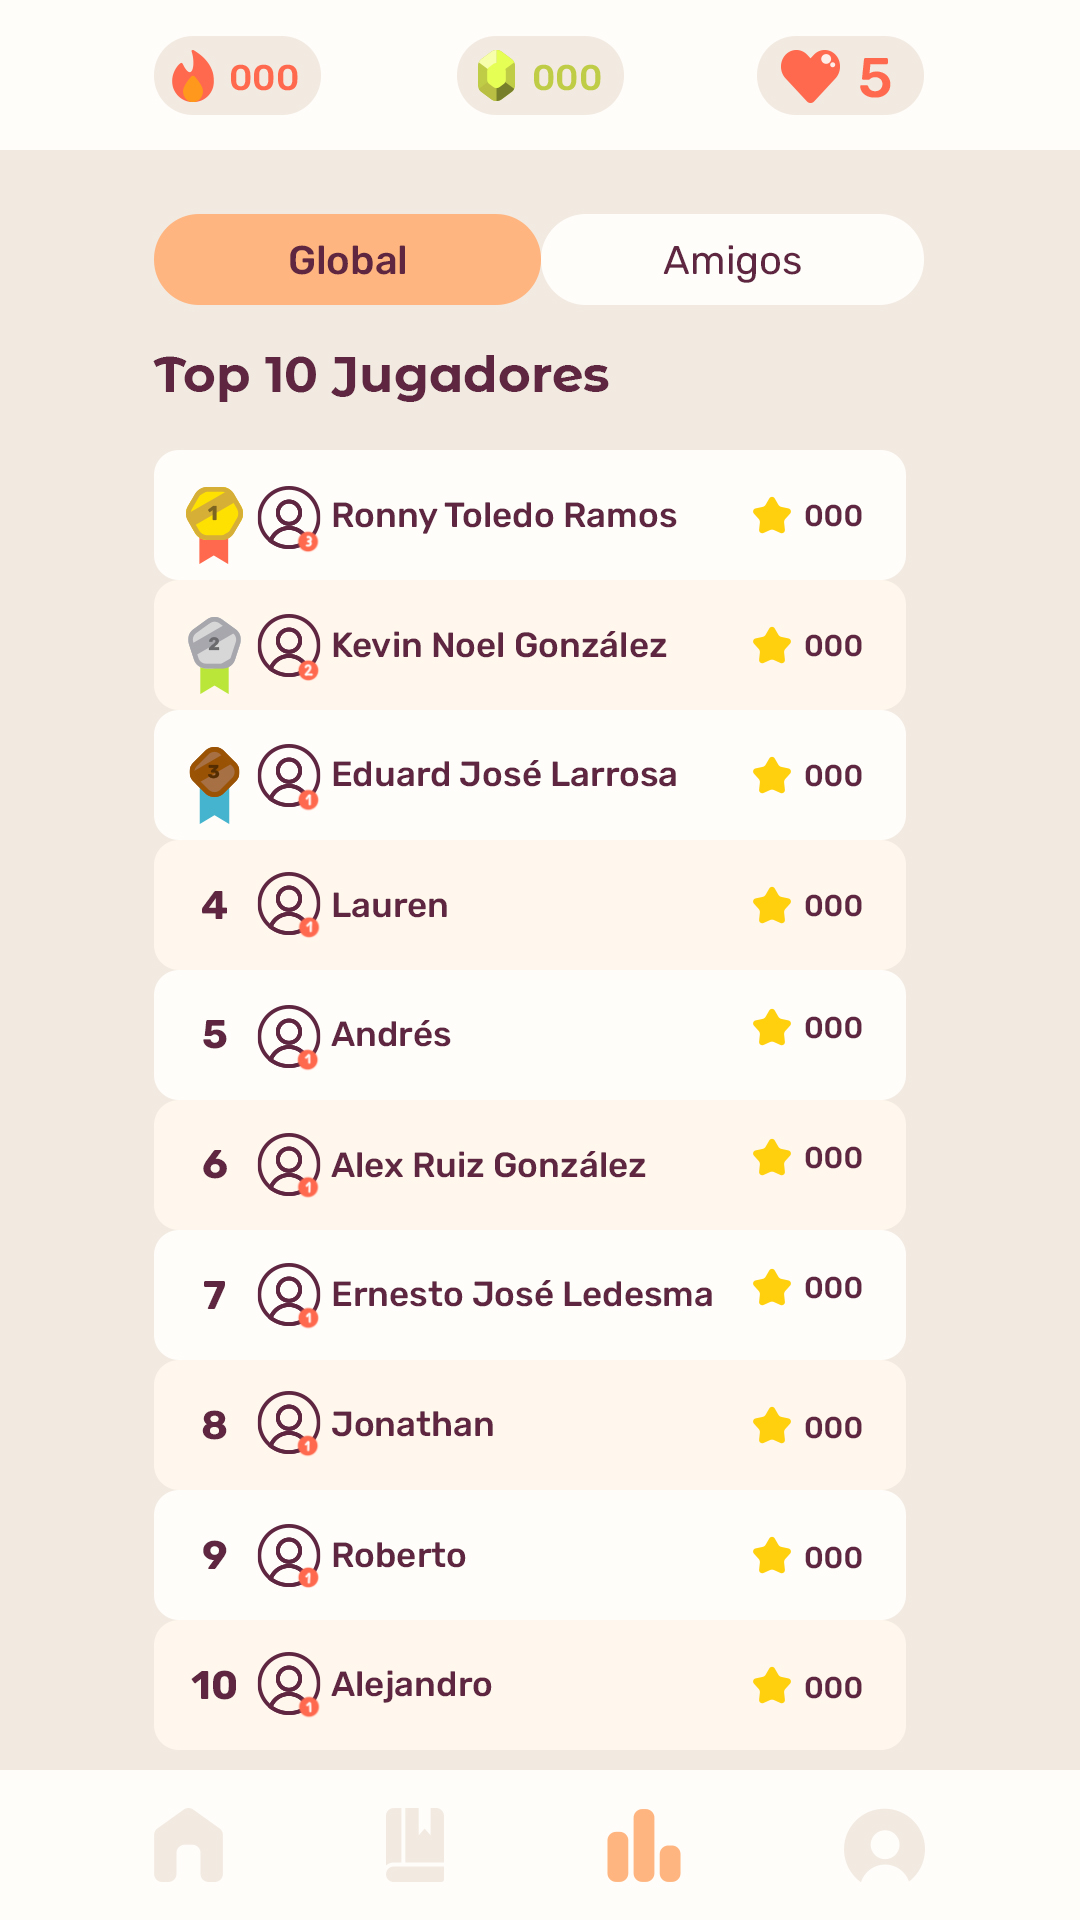 000 000 5
Global Amigos
Top 10 Jugadores
1 3 Ronny Toledo Ramos 000
2 2 Kevin Noel González 000
3 1 Eduard José Larrosa 000
4 1 Lauren 000
5 1 Andrés 000
6 1 Alex Ruiz González 000
7 1 Ernesto José Ledesma 000
8 1 Jonathan 000
9 1 Roberto 000
10 1 Alejandro 000